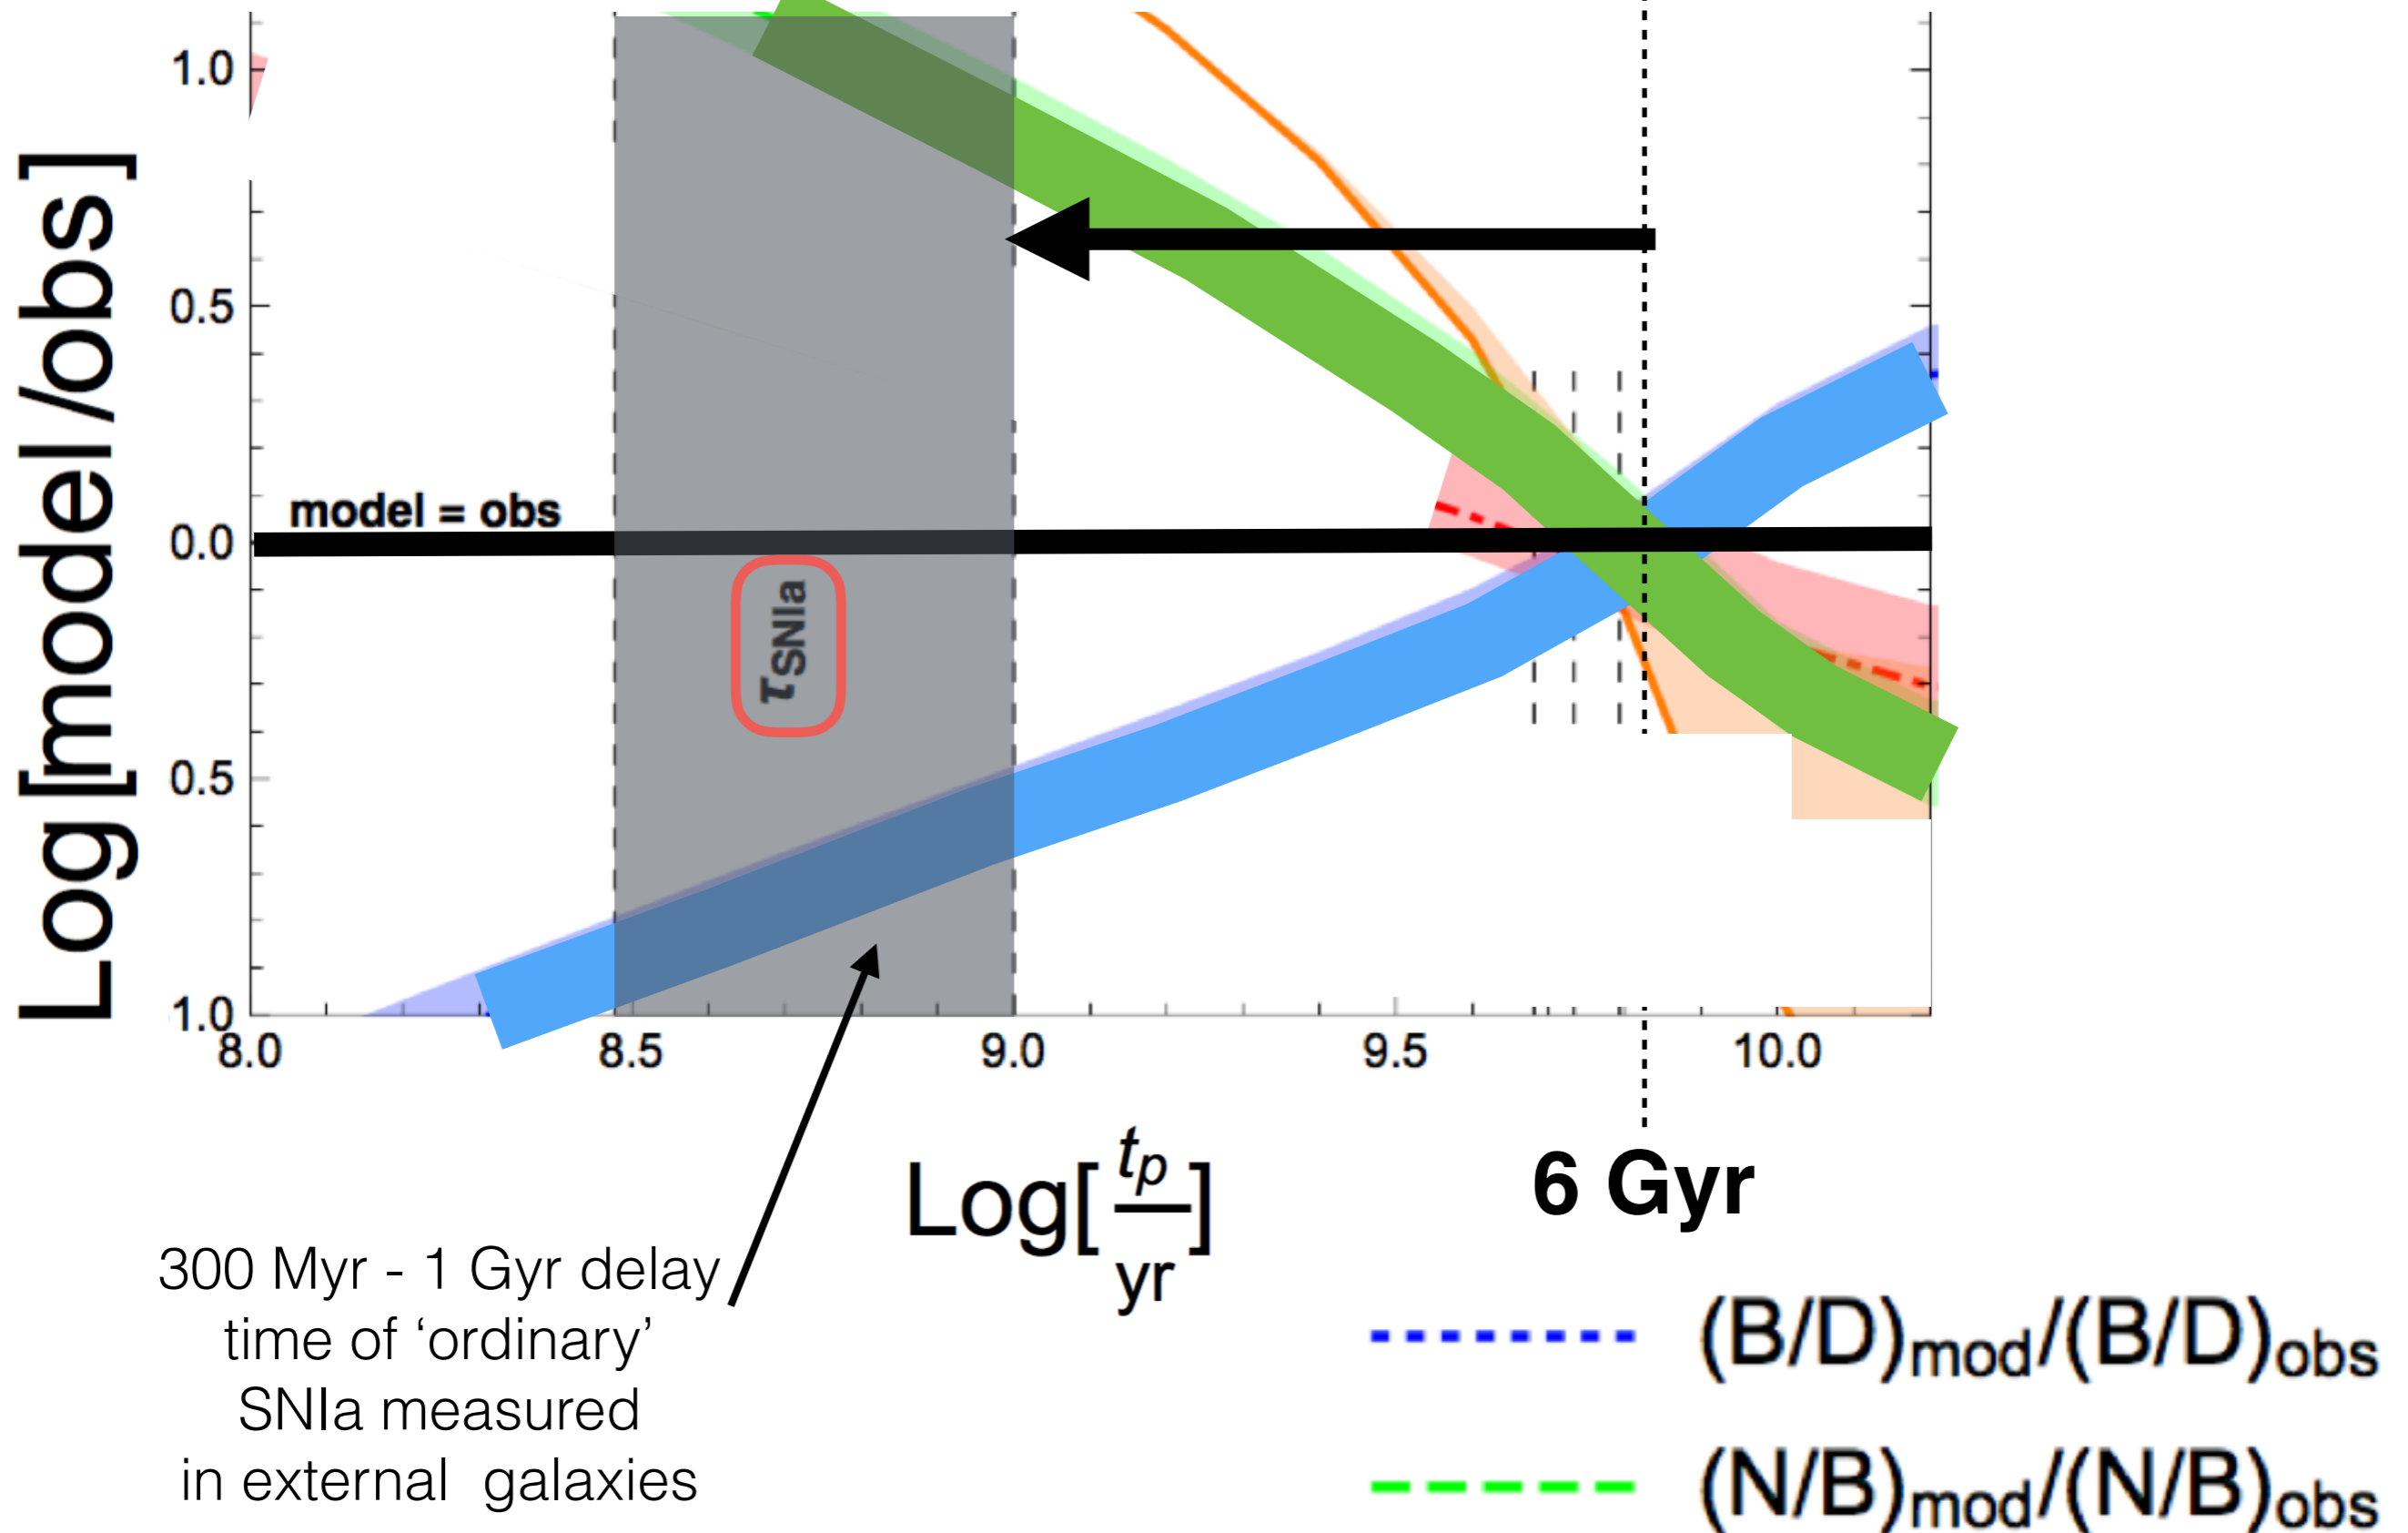 Log[model/obs]
1.0
0.5
0.0
0.5
1.0
model = obs
τSNIa
8.0 8.5 9.0 9.5 10.0
Log[tp/yr]
6 Gyr
300 Myr - 1 Gyr delay
time of ‘ordinary’
SNIa measured
in external galaxies
(B/D)mod/(B/D)obs
(N/B)mod/(N/B)obs